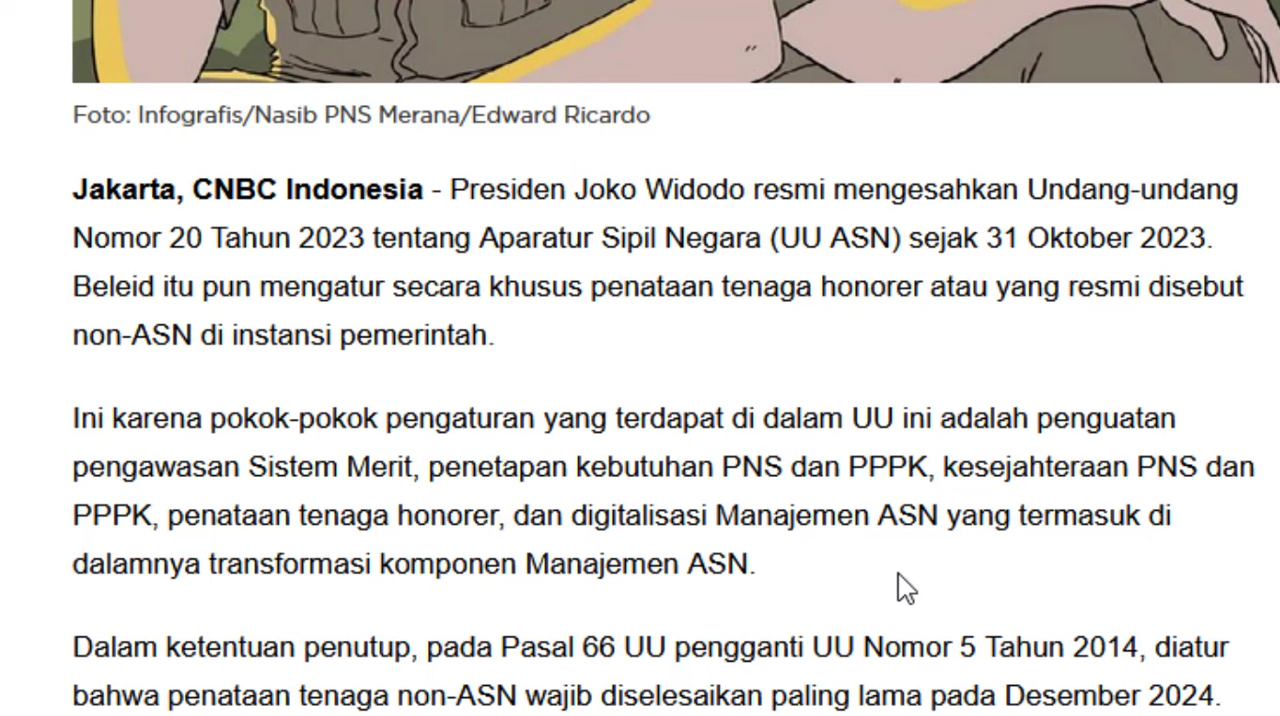 Foto: Infografis/Nasib PNS Merana/Edward Ricardo
Jakarta, CNBC Indonesia - Presiden Joko Widodo resmi mengesahkan Undang-undang
Nomor 20 Tahun 2023 tentang Aparatur Sipil Negara (UU ASN) sejak 31 Oktober 2023.
Beleid itu pun mengatur secara khusus penataan tenaga honorer atau yang resmi disebut
non-ASN di instansi pemerintah.
Ini karena pokok-pokok pengaturan yang terdapat di dalam UU ini adalah penguatan
pengawasan Sistem Merit, penetapan kebutuhan PNS dan PPPK, kesejahteraan PNS dan
PPPK, penataan tenaga honorer, dan digitalisasi Manajemen ASN yang termasuk di
dalamnya transformasi komponen Manajemen ASN.
Dalam ketentuan penutup, pada Pasal 66 UU pengganti UU Nomor 5 Tahun 2014, diatur
bahwa penataan tenaga non-ASN wajib diselesaikan paling lama pada Desember 2024.